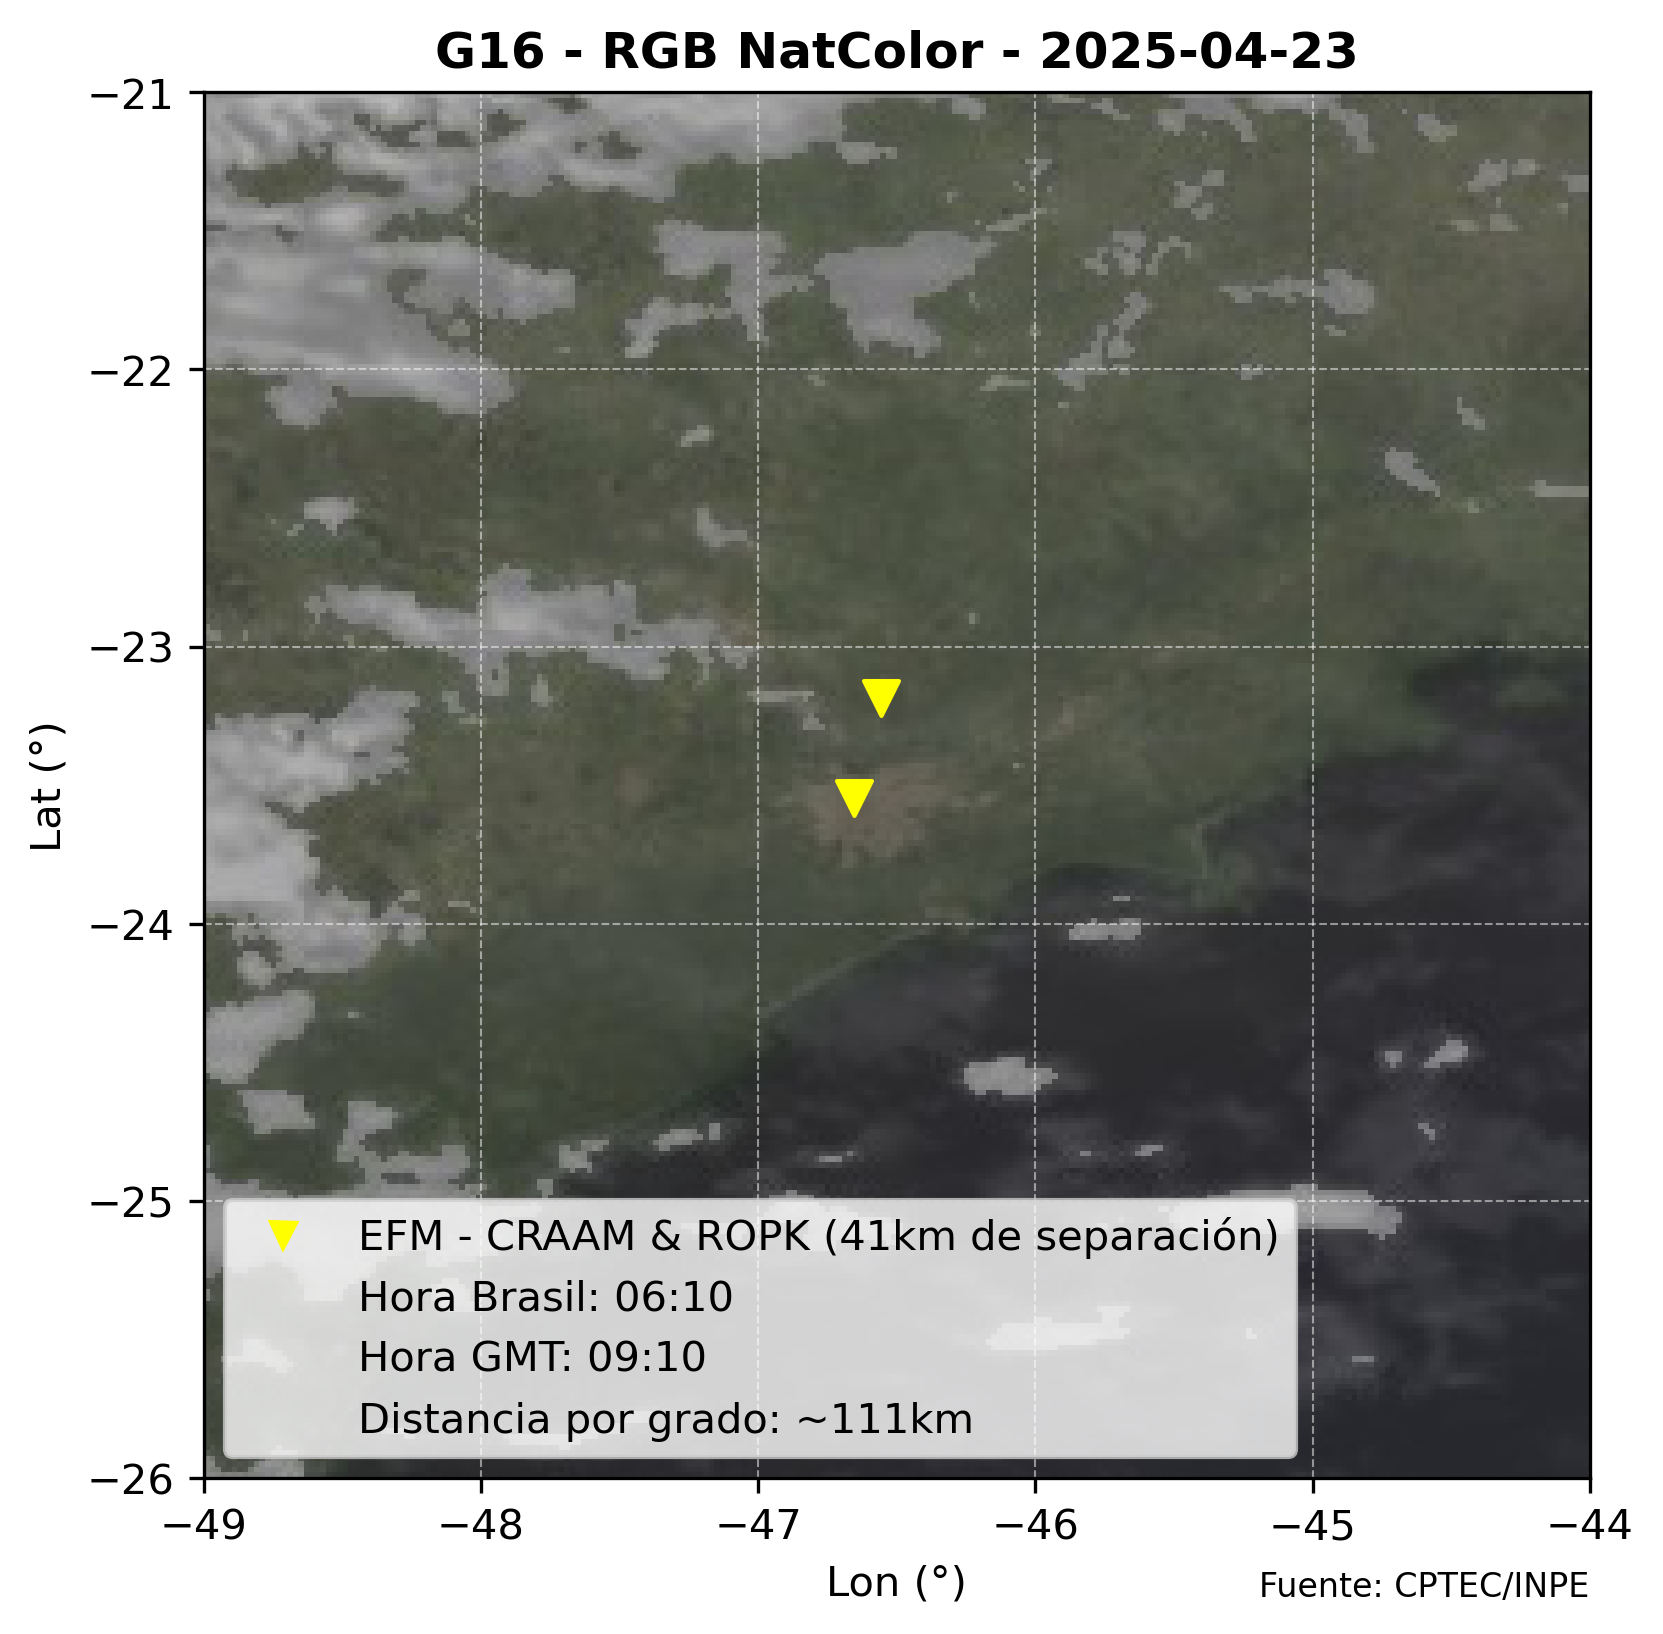 G16 - RGB NatColor - 2025-04-23
−21
−22
−23
−24
−25
−26
Lat (°)
EFM - CRAAM & ROPK (41km de separación)
Hora Brasil: 06:10
Hora GMT: 09:10
Distancia por grado: ~111km
−49 −48 −47 −46 −45 −44
Lon (°)
Fuente: CPTEC/INPE